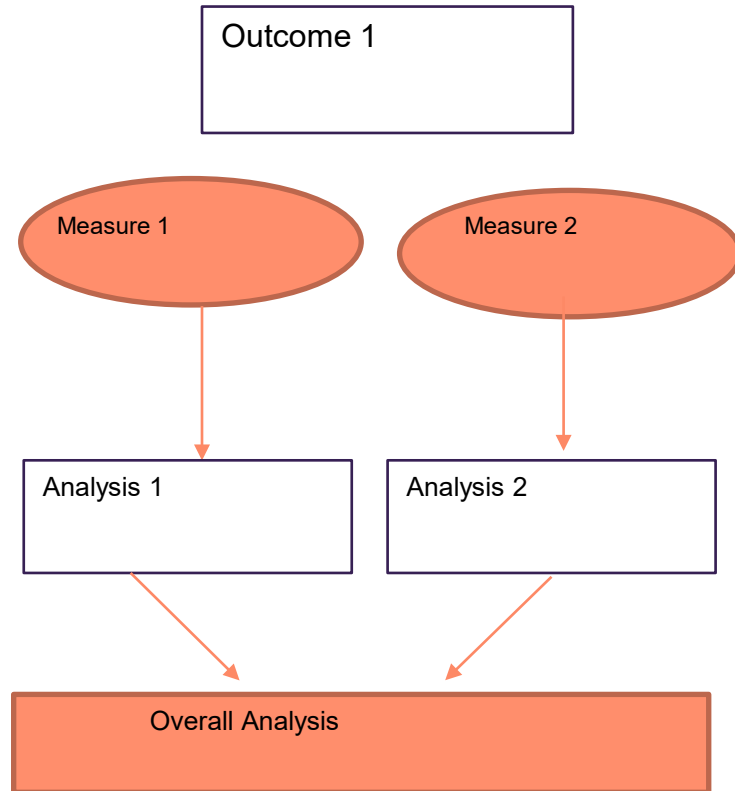 Outcome 1
Measure 1
Measure 2
Analysis 1
Analysis 2
Overall Analysis